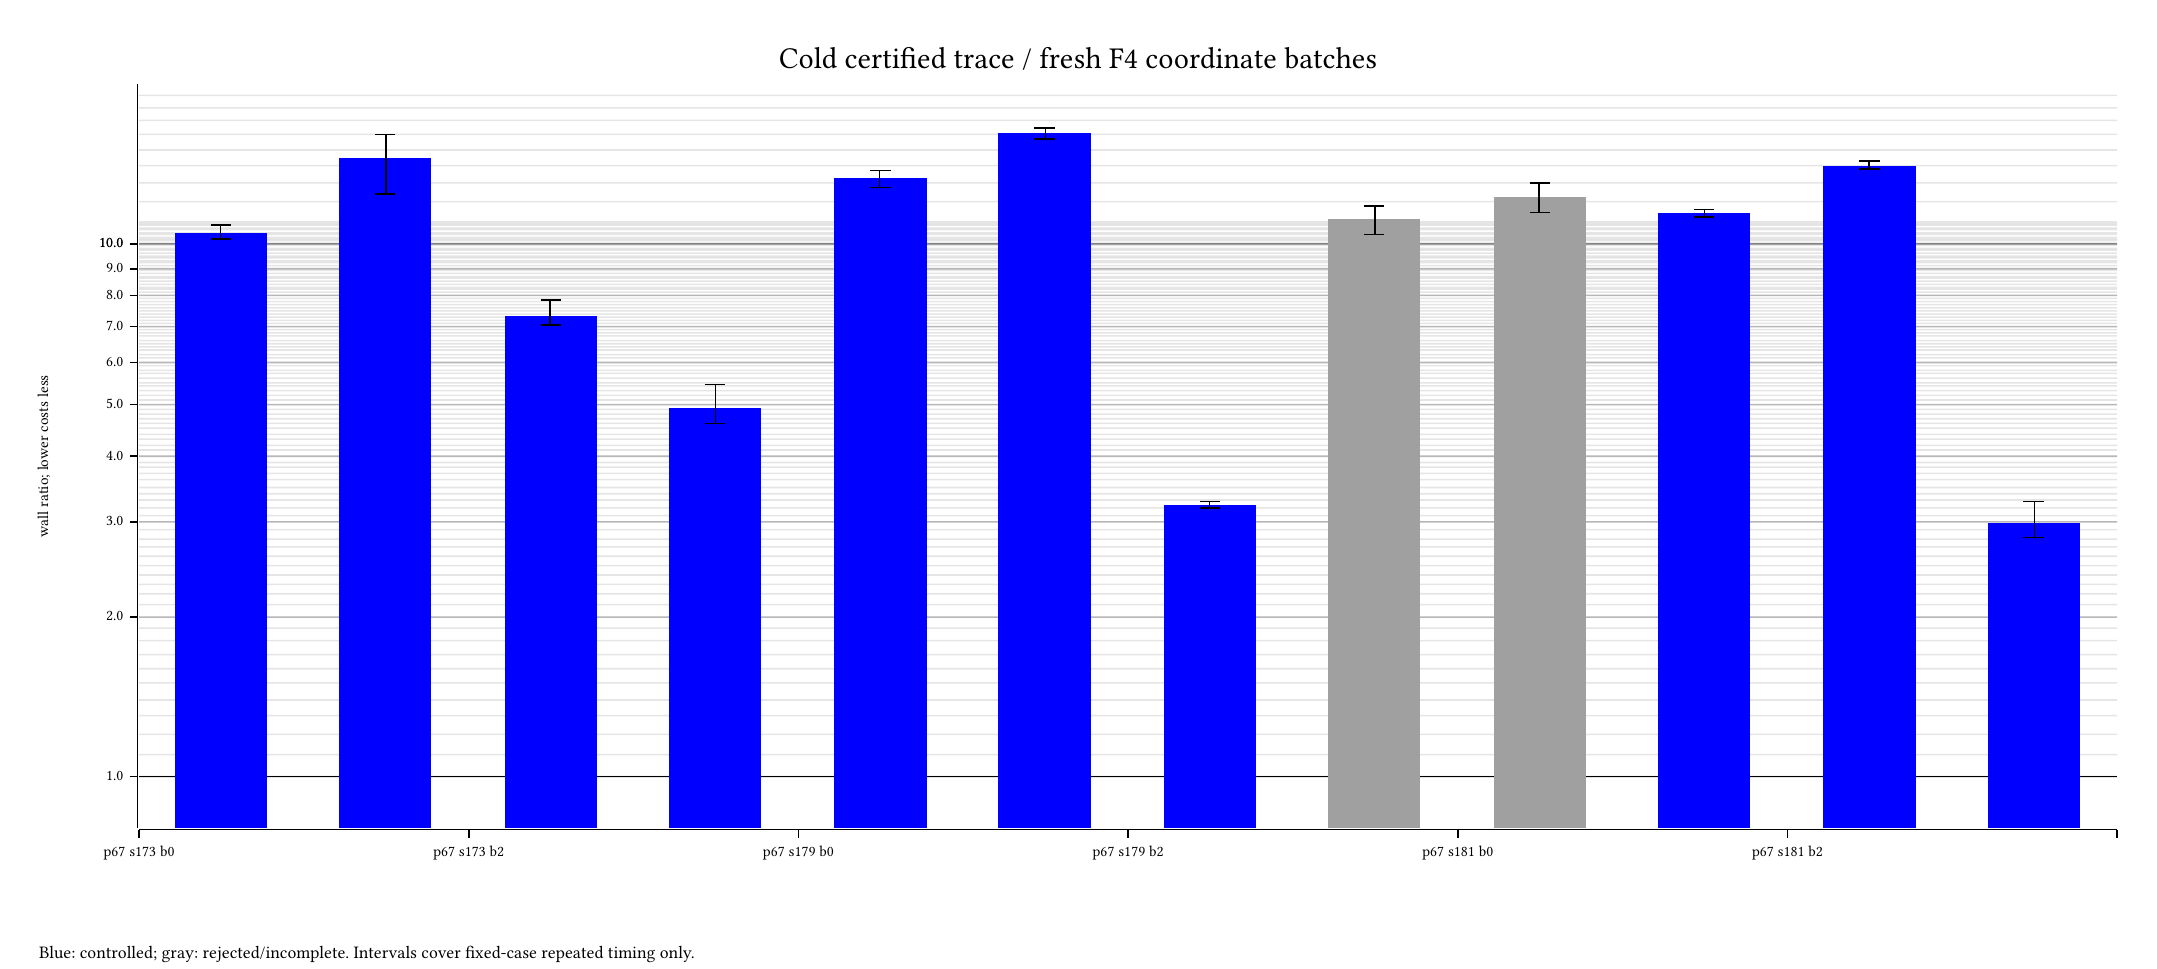 Cold certified trace / fresh F4 coordinate batches
wall ratio; lower costs less
10.0
9.0
8.0
7.0
6.0
5.0
4.0
3.0
2.0
1.0
p67 s173 b0
p67 s173 b2
p67 s179 b0
p67 s179 b2
p67 s181 b0
p67 s181 b2
Blue: controlled; gray: rejected/incomplete. Intervals cover fixed-case repeated timing only.